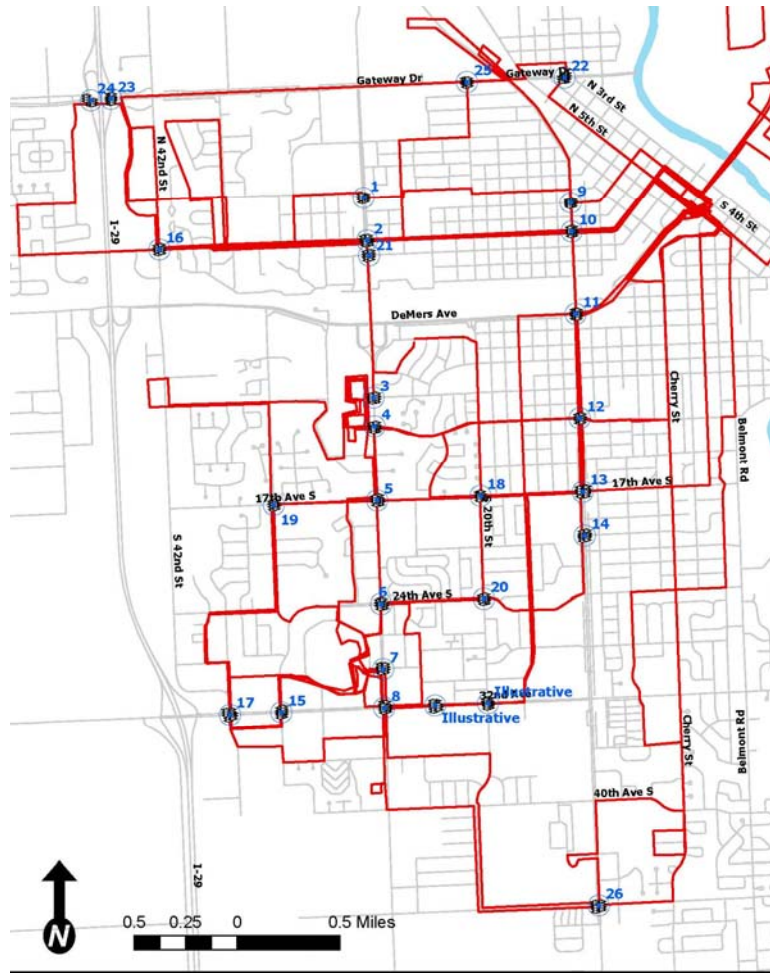 24
23
Gateway Dr
25
Gateway Dr
22
N 3rd St
N 5th St
N 42nd St
1
9
S 4th St
2
10
21
16
I-29
11
DeMers Ave
3
4
12
Cherry St
Belmont Rd
5
18
13
17th Ave S
17th Ave S
19
S 20th St
14
S 42nd St
6
24th Ave S
20
7
17
15
8
32nd Ave S
Illustrative
Illustrative
Cherry St
Belmont Rd
40th Ave S
I-29
26
N
0.5
0.25
0
0.5 Miles